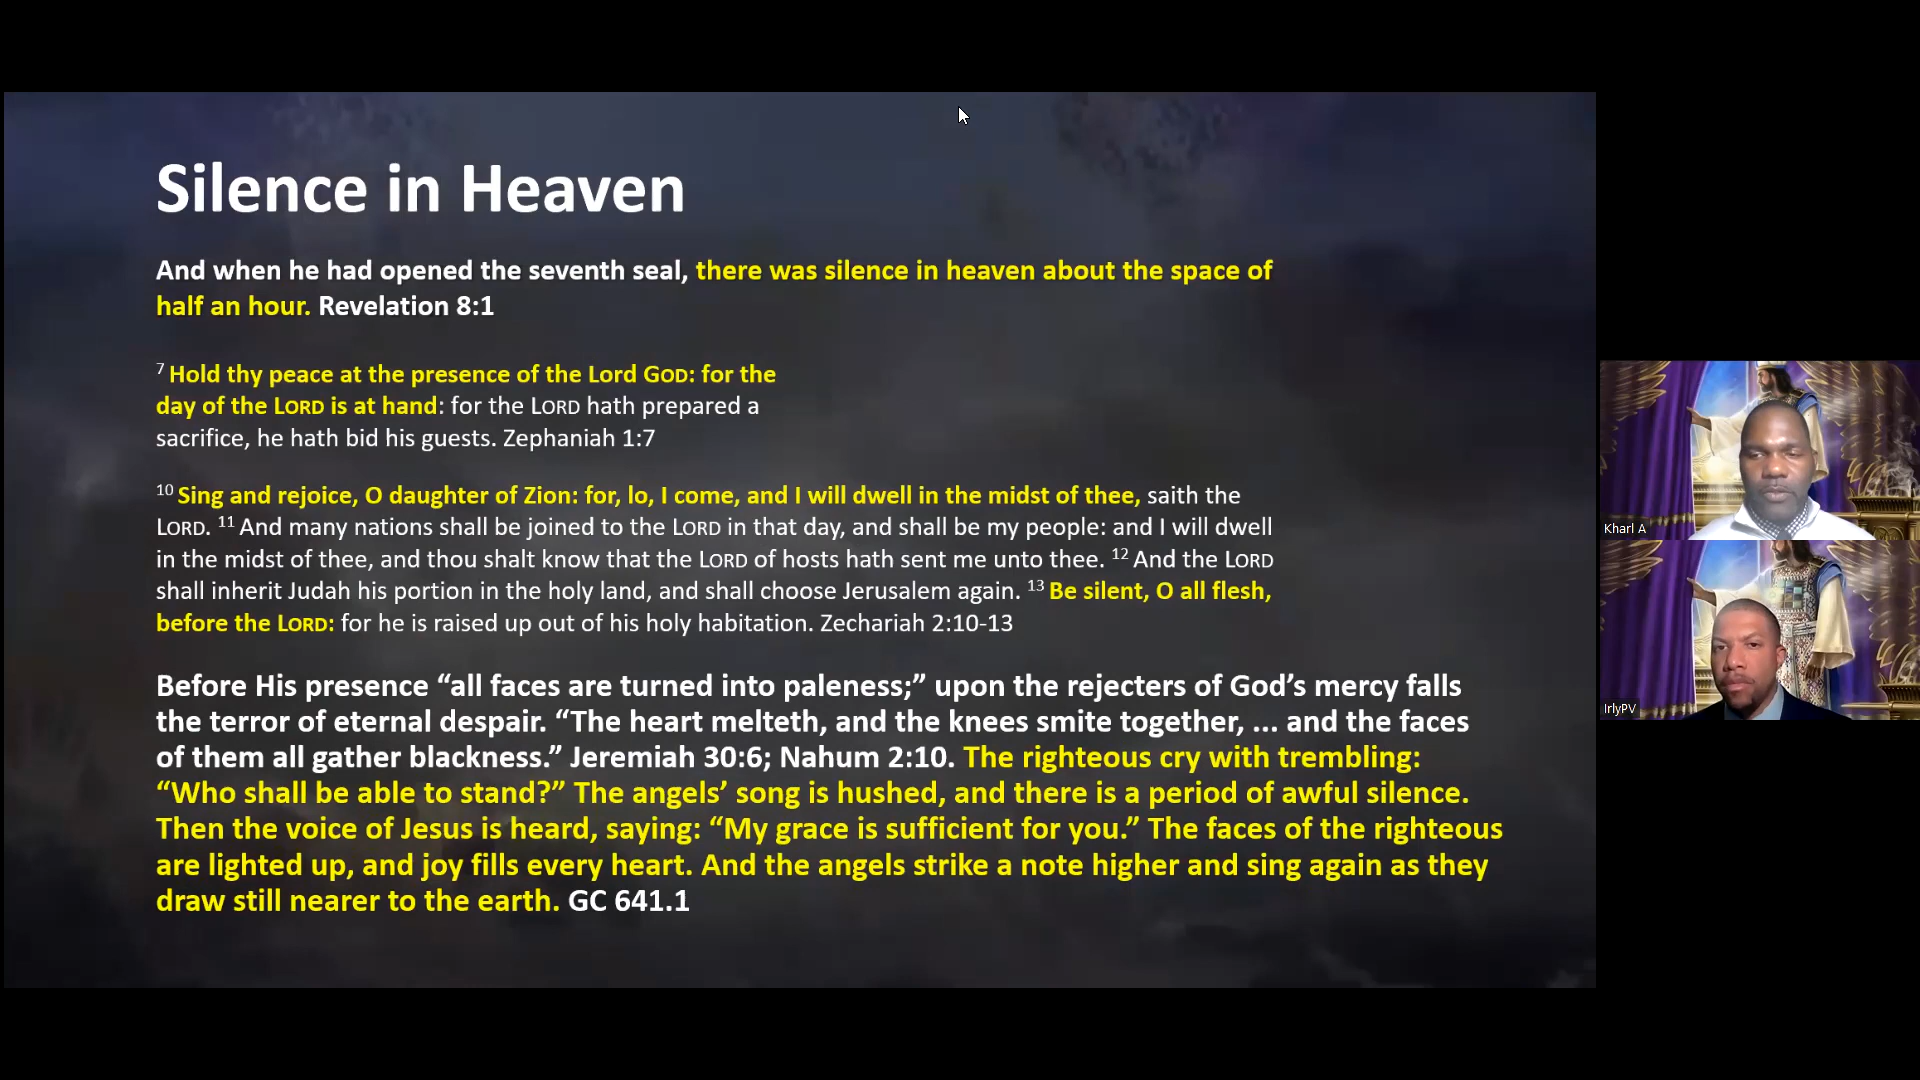 Silence in Heaven
And when he had opened the seventh seal, there was silence in heaven about the space of
half an hour. Revelation 8:1
7 Hold thy peace at the presence of the Lord GOD: for the
day of the LORD is at hand: for the LORD hath prepared a
sacrifice, he hath bid his guests. Zephaniah 1:7
10 Sing and rejoice, O daughter of Zion: for, lo, I come, and I will dwell in the midst of thee, saith the
LORD. 11 And many nations shall be joined to the LORD in that day, and shall be my people: and I will dwell
in the midst of thee, and thou shalt know that the LORD of hosts hath sent me unto thee. 12 And the LORD
shall inherit Judah his portion in the holy land, and shall choose Jerusalem again. 13 Be silent, O all flesh,
before the LORD: for he is raised up out of his holy habitation. Zechariah 2:10-13
Before His presence “all faces are turned into paleness;” upon the rejecters of God’s mercy falls
the terror of eternal despair. “The heart melteth, and the knees smite together, ... and the faces
of them all gather blackness.” Jeremiah 30:6; Nahum 2:10. The righteous cry with trembling:
“Who shall be able to stand?” The angels’ song is hushed, and there is a period of awful silence.
Then the voice of Jesus is heard, saying: “My grace is sufficient for you.” The faces of the righteous
are lighted up, and joy fills every heart. And the angels strike a note higher and sing again as they
draw still nearer to the earth. GC 641.1
Kharl A
IrlyPV